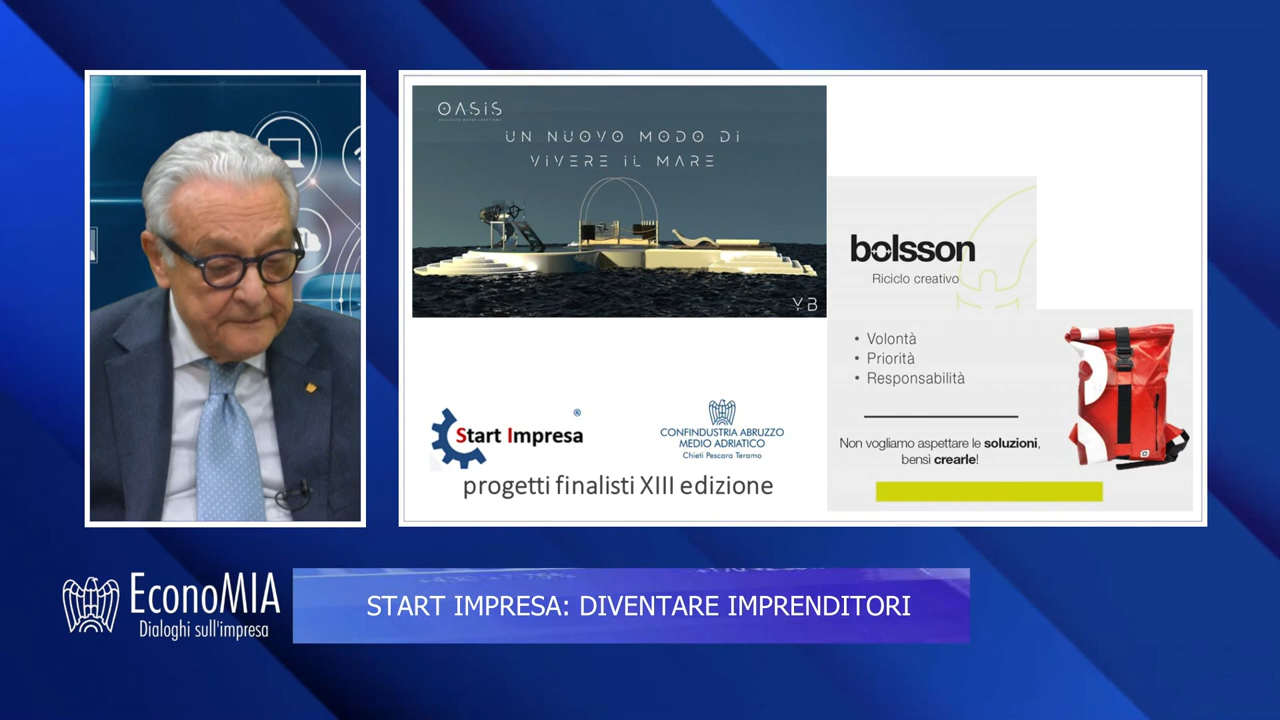 OASIS
UN NUOVO MODO DI
VIVERE IL MARE
YB
bolsson
Riciclo creativo
• Volontà
• Priorità
• Responsabilità
Non vogliamo aspettare le soluzioni,
bensì crearle!
Start Impresa ®
CONFINDUSTRIA ABRUZZO
MEDIO ADRIATICO
Chieti Pescara Teramo
progetti finalisti XIII edizione
EconoMIA
Dialoghi sull'impresa
START IMPRESA: DIVENTARE IMPRENDITORI